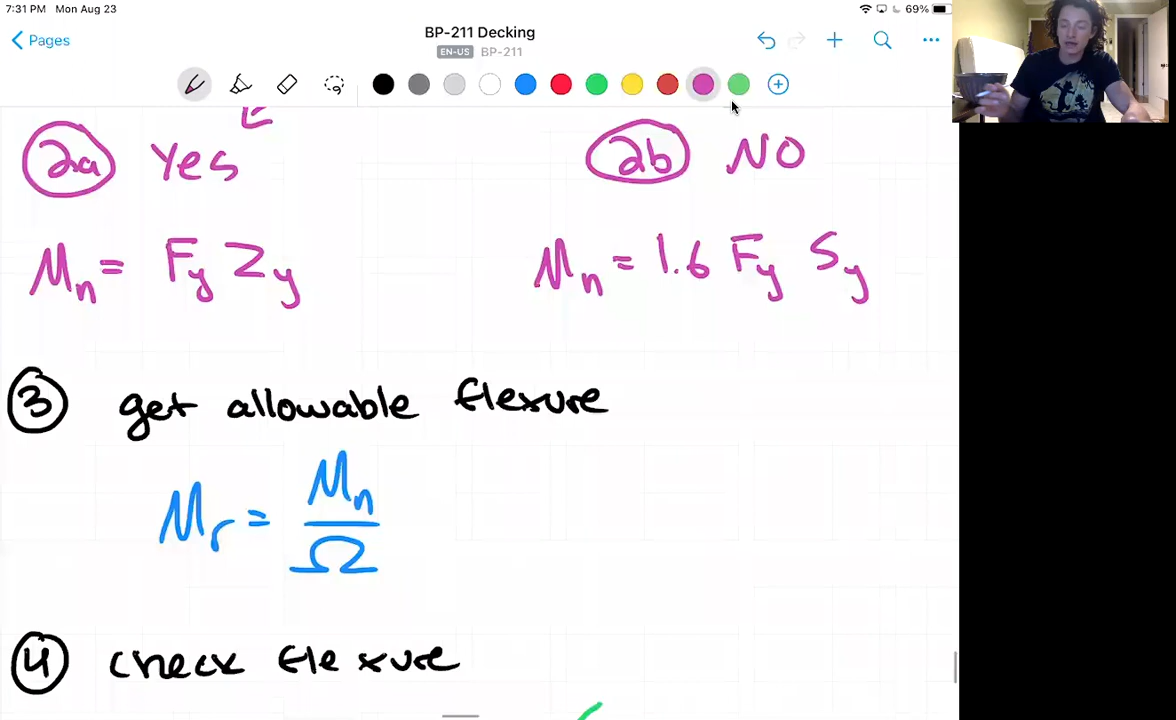 7:31 PM Mon Aug 23
69%
Pages
BP-211 Decking
EN-US BP-211
2a Yes
2b NO
Mn = Fy Zy
Mn = 1.6 Fy Sy
3 get allowable flexure
Mr = Mn / Ω
4 check flexure